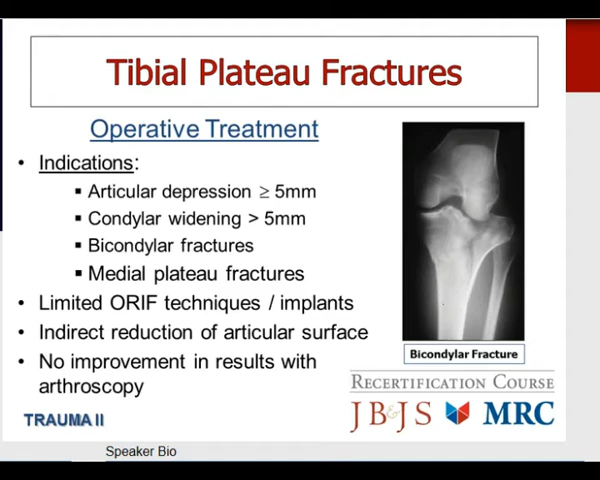 Tibial Plateau Fractures
Operative Treatment
• Indications:
▪ Articular depression ≥ 5mm
▪ Condylar widening > 5mm
▪ Bicondylar fractures
▪ Medial plateau fractures
• Limited ORIF techniques / implants
• Indirect reduction of articular surface
• No improvement in results with
arthroscopy
Bicondylar Fracture
RECERTIFICATION COURSE
JB&JS MRC
TRAUMA II
Speaker Bio